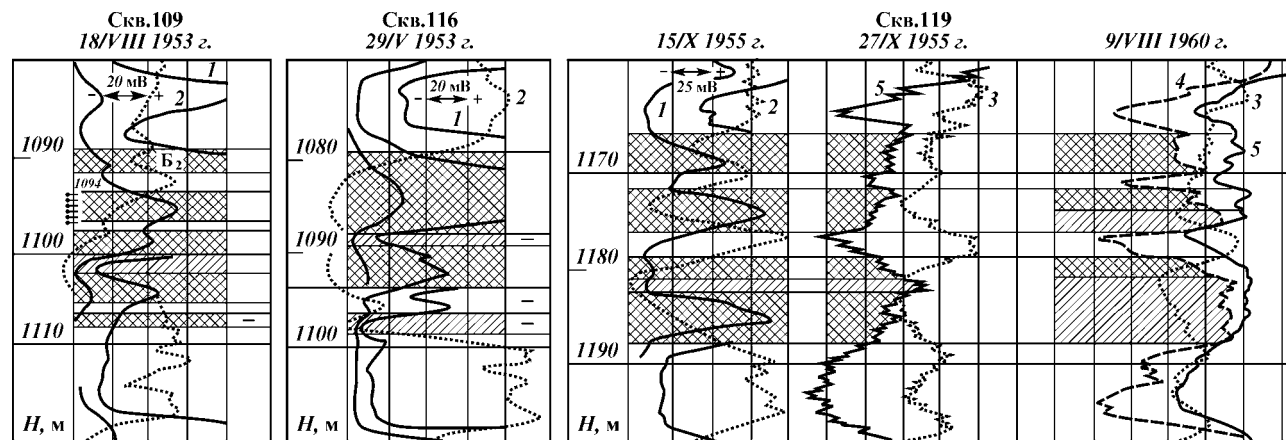 Скв.109
18/VIII 1953 г.
Скв.116
29/V 1953 г.
Скв.119
15/X 1955 г.
27/X 1955 г.
9/VIII 1960 г.
1
20 мВ
- +
2
1090
Б2
1094
1100
1110
H, м
20 мВ
- +
2
1
1080
1090
–
–
1100
–
H, м
- +
25 мВ
1
2
5
3
4
3
5
1170
1180
1190
H, м
–